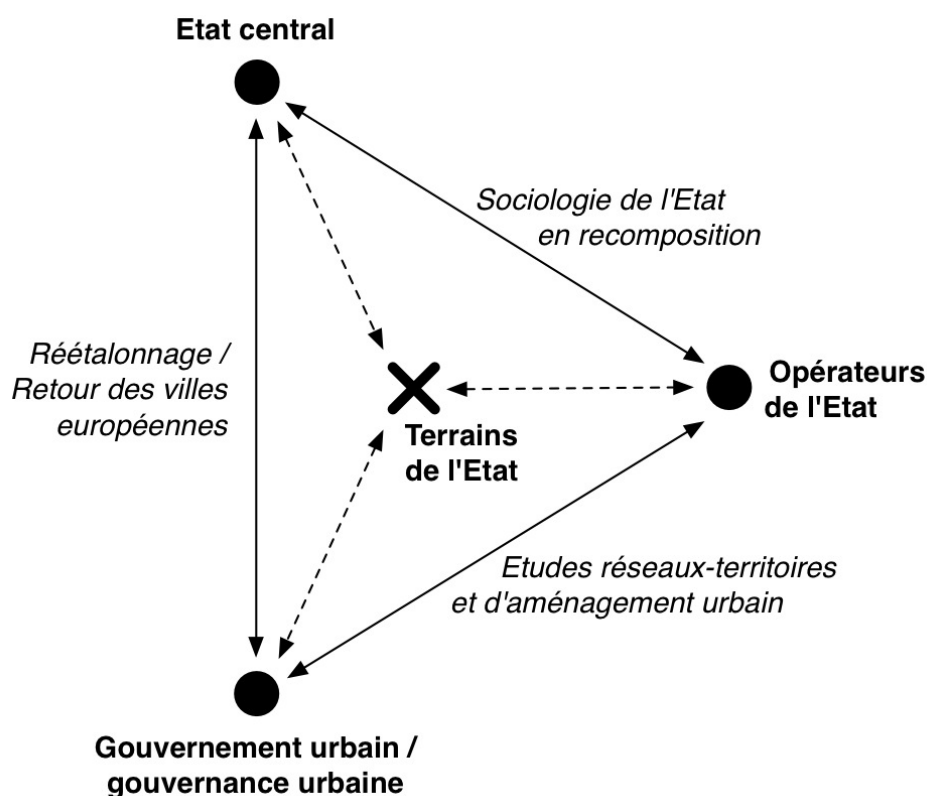 Etat central
Sociologie de l'Etat
en recomposition
Réétalonnage /
Retour des villes
européennes
Opérateurs
de l'Etat
Terrains
de l'Etat
Etudes réseaux-territoires
et d'aménagement urbain
Gouvernement urbain /
gouvernance urbaine